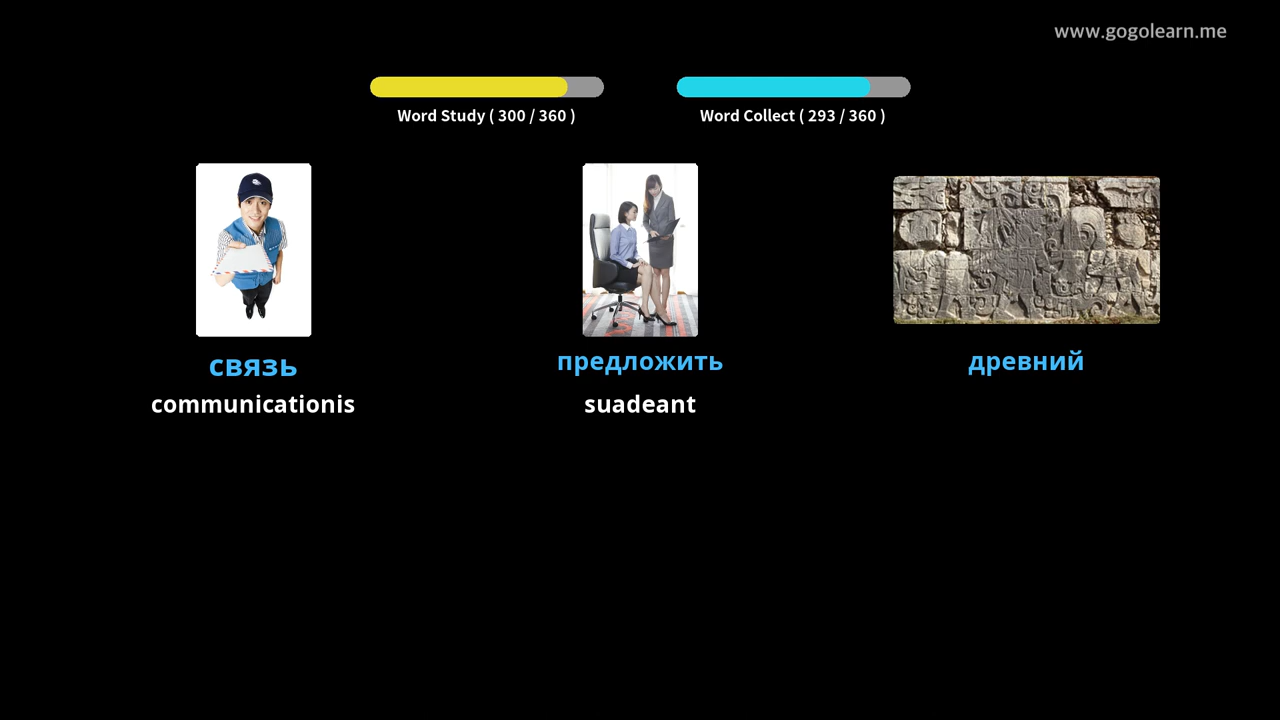 www.gogolearn.me
Word Study ( 300 / 360 )
Word Collect ( 293 / 360 )
связь
предложить
древний
communicationis
suadeant